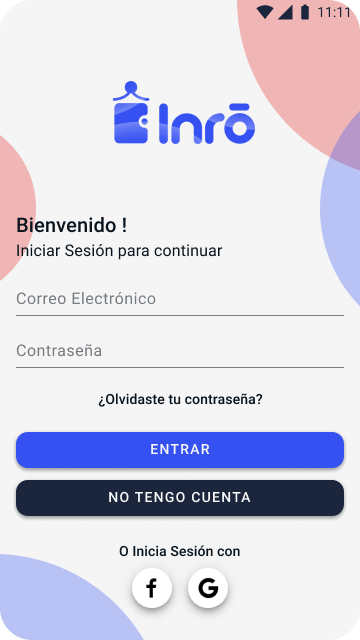 11:11
Inrō
Bienvenido !
Iniciar Sesión para continuar
Correo Electrónico
Contraseña
¿Olvidaste tu contraseña?
ENTRAR
NO TENGO CUENTA
O Inicia Sesión con
f G